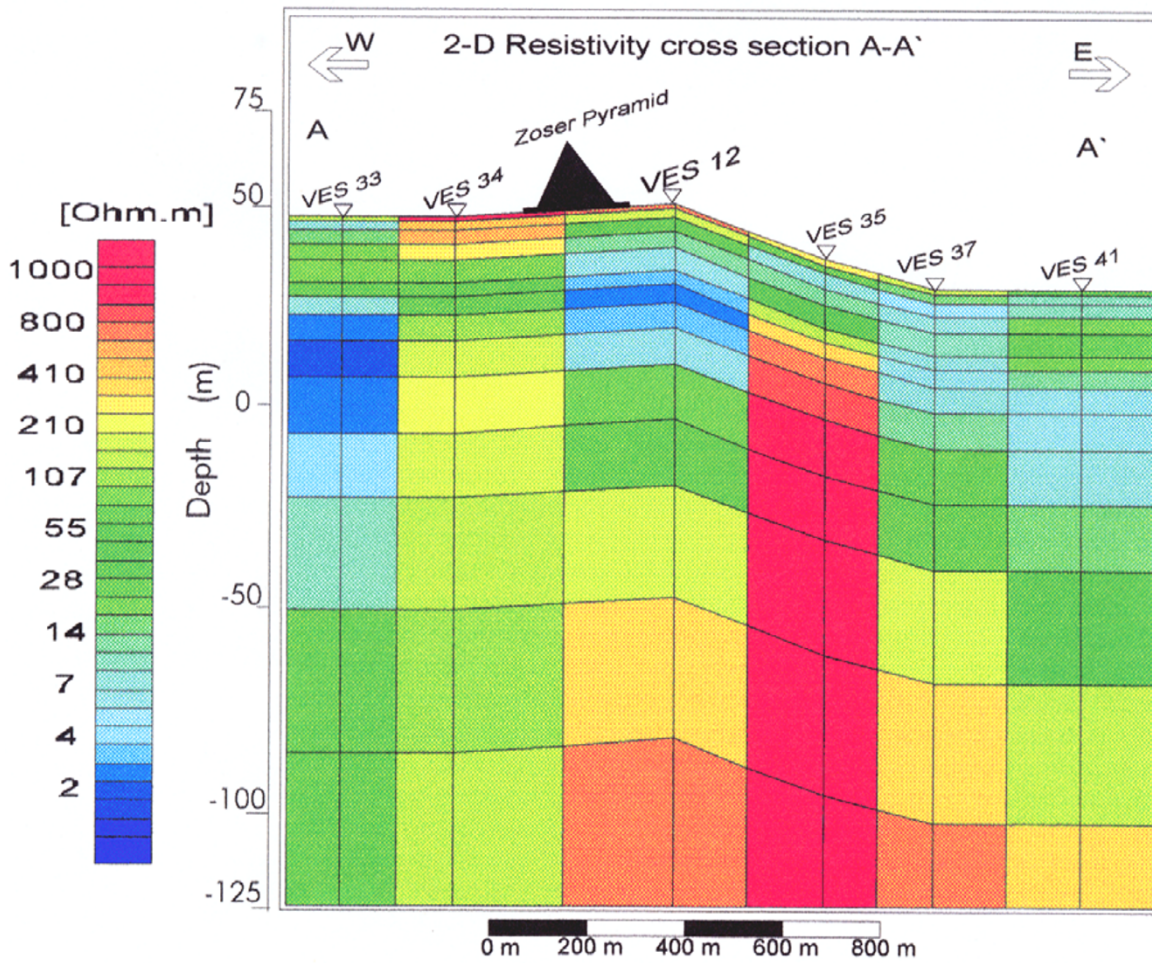 2-D Resistivity cross section A-A`
W
E
75
A
Zoser Pyramid
A`
50
VES 33
VES 34
VES 12
VES 35
VES 37
VES 41
[Ohm.m]
1000
800
410
210
107
55
28
14
7
4
2
Depth (m)
0
-50
-100
-125
0 m
200 m
400 m
600 m
800 m